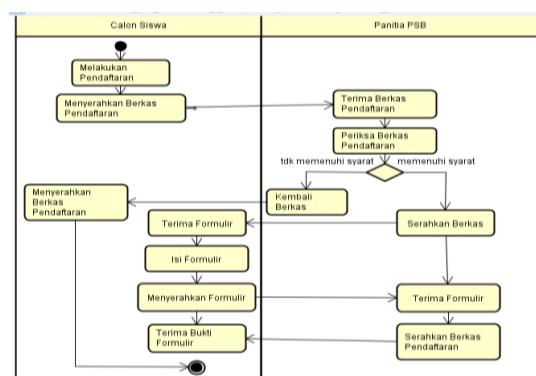 Calon Siswa
Panitia PSB
Melakukan
Pendaftaran
Menyerahkan Berkas
Pendaftaran
Terima Berkas
Pendaftaran
Periksa Berkas
Pendaftaran
tdk memenuhi syarat
memenuhi syarat
Menyerahkan
Berkas
Pendaftaran
Kembali
Berkas
Terima Formulir
Serahkan Berkas
Isi Formulir
Menyerahkan Formulir
Terima Formulir
Terima Bukti
Formulir
Serahkan Berkas
Pendaftaran